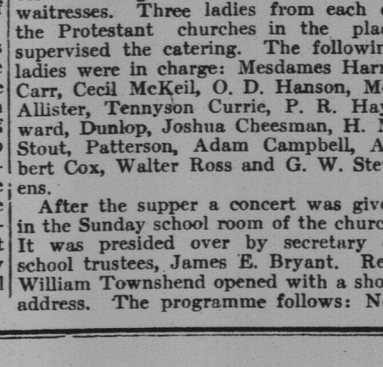 waitresses. Three ladies from each
the Protestant churches in the pla
supervised the catering. The followin
ladies were in charge: Mesdames Harr
Carr, Cecil McKeil, O. D. Hanson, M
Allister, Tennyson Currie, P. R. Hay
ward, Dunlop, Joshua Cheesman, H.
Stout, Patterson, Adam Campbell, A
bert Cox, Walter Ross and G. W. Ste
ens.
After the supper a concert was give
in the Sunday school room of the churc
It was presided over by secretary
school trustees, James E. Bryant. Re
William Townshend opened with a sho
address. The programme follows: N